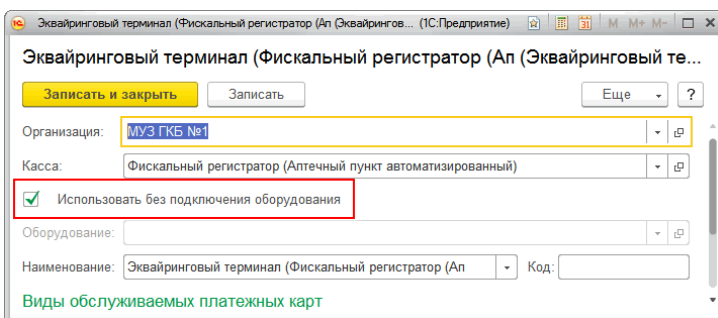 Эквайринговый терминал (Фискальный регистратор (Ап (Эквайрингов... (1С:Предприятие) M M+ M-
Эквайринговый терминал (Фискальный регистратор (Ап (Эквайринговый те...
Записать и закрыть Записать Еще ?
Организация: МУЗ ГКБ №1
Касса: Фискальный регистратор (Аптечный пункт автоматизированный)
Использовать без подключения оборудования
Оборудование:
Наименование: Эквайринговый терминал (Фискальный регистратор (Ап Код:
Виды обслуживаемых платежных карт